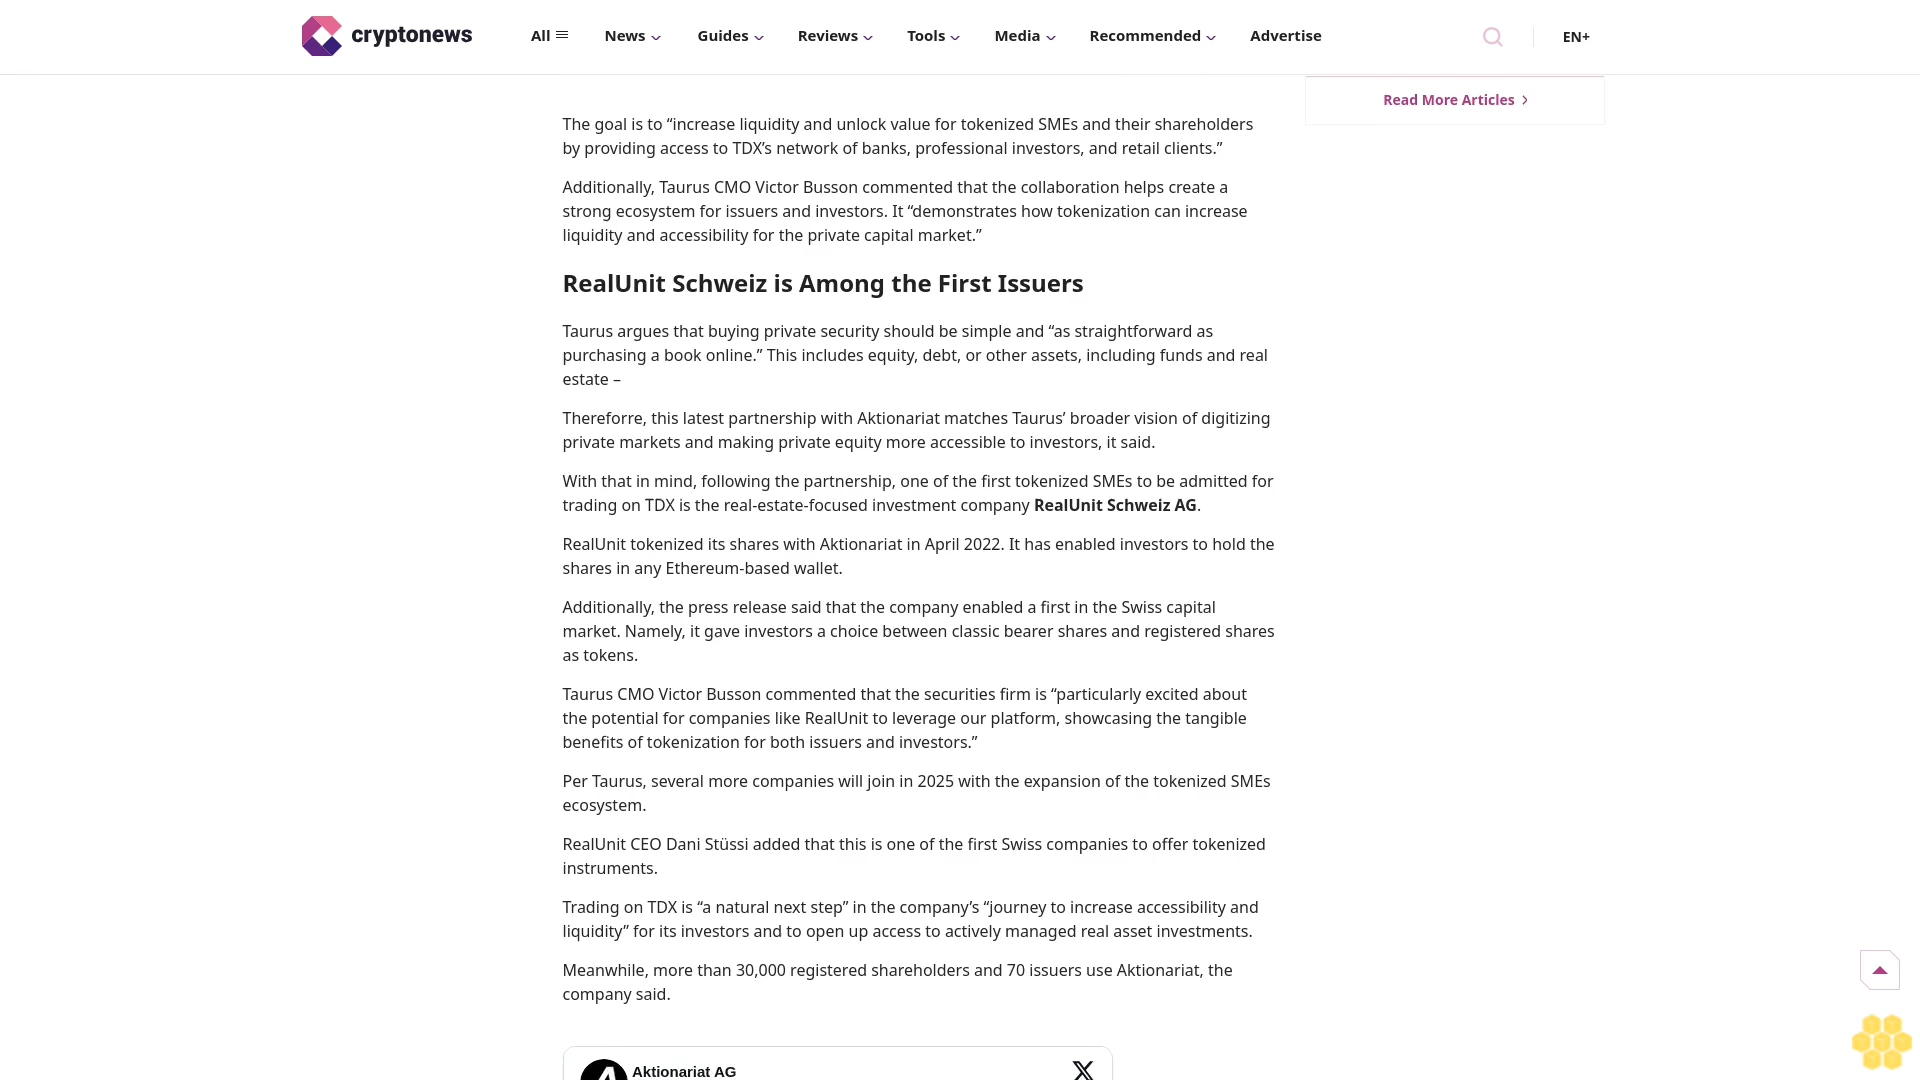 cryptonews
All
News
Guides
Reviews
Tools
Media
Recommended
Advertise
EN+
Read More Articles
The goal is to “increase liquidity and unlock value for tokenized SMEs and their shareholders
by providing access to TDX’s network of banks, professional investors, and retail clients.”
Additionally, Taurus CMO Victor Busson commented that the collaboration helps create a
strong ecosystem for issuers and investors. It “demonstrates how tokenization can increase
liquidity and accessibility for the private capital market.”
RealUnit Schweiz is Among the First Issuers
Taurus argues that buying private security should be simple and “as straightforward as
purchasing a book online.” This includes equity, debt, or other assets, including funds and real
estate –
Thereforre, this latest partnership with Aktionariat matches Taurus’ broader vision of digitizing
private markets and making private equity more accessible to investors, it said.
With that in mind, following the partnership, one of the first tokenized SMEs to be admitted for
trading on TDX is the real-estate-focused investment company RealUnit Schweiz AG.
RealUnit tokenized its shares with Aktionariat in April 2022. It has enabled investors to hold the
shares in any Ethereum-based wallet.
Additionally, the press release said that the company enabled a first in the Swiss capital
market. Namely, it gave investors a choice between classic bearer shares and registered shares
as tokens.
Taurus CMO Victor Busson commented that the securities firm is “particularly excited about
the potential for companies like RealUnit to leverage our platform, showcasing the tangible
benefits of tokenization for both issuers and investors.”
Per Taurus, several more companies will join in 2025 with the expansion of the tokenized SMEs
ecosystem.
RealUnit CEO Dani Stüssi added that this is one of the first Swiss companies to offer tokenized
instruments.
Trading on TDX is “a natural next step” in the company’s “journey to increase accessibility and
liquidity” for its investors and to open up access to actively managed real asset investments.
Meanwhile, more than 30,000 registered shareholders and 70 issuers use Aktionariat, the
company said.
Aktionariat AG